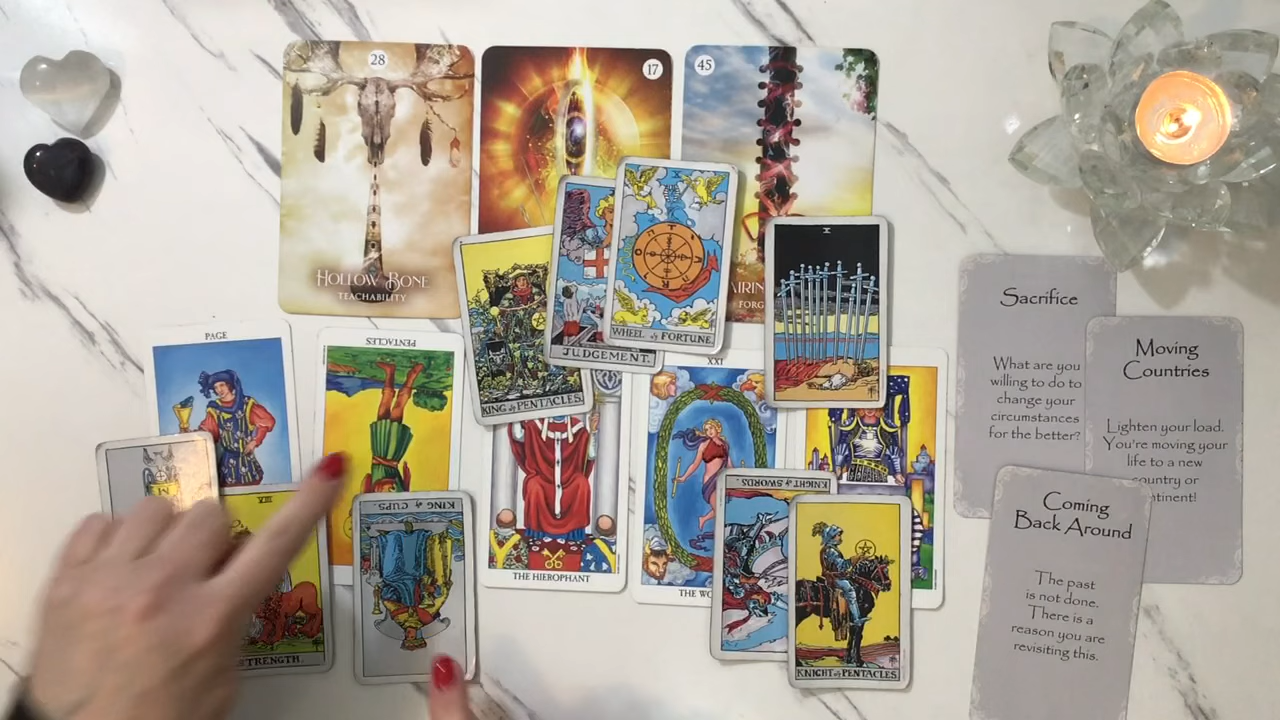 28
HOLLOW BONE
TEACHABILITY
17
45
FORG
PAGE
PENTACLES
KING of PENTACLES.
JUDGEMENT.
X
WHEEL of FORTUNE.
X
XXI
THE HIEROPHANT
THE WO
VIII
STRENGTH.
KING of CUPS.
KNIGHT of SWORDS.
KNIGHT of PENTACLES.
Sacrifice
What are you
willing to do to
change your
circumstances
for the better?
Moving
Countries
Lighten your load.
You're moving your
life to a new
country or
ntinent!
Coming
Back Around
The past
is not done.
There is a
reason you are
revisiting this.